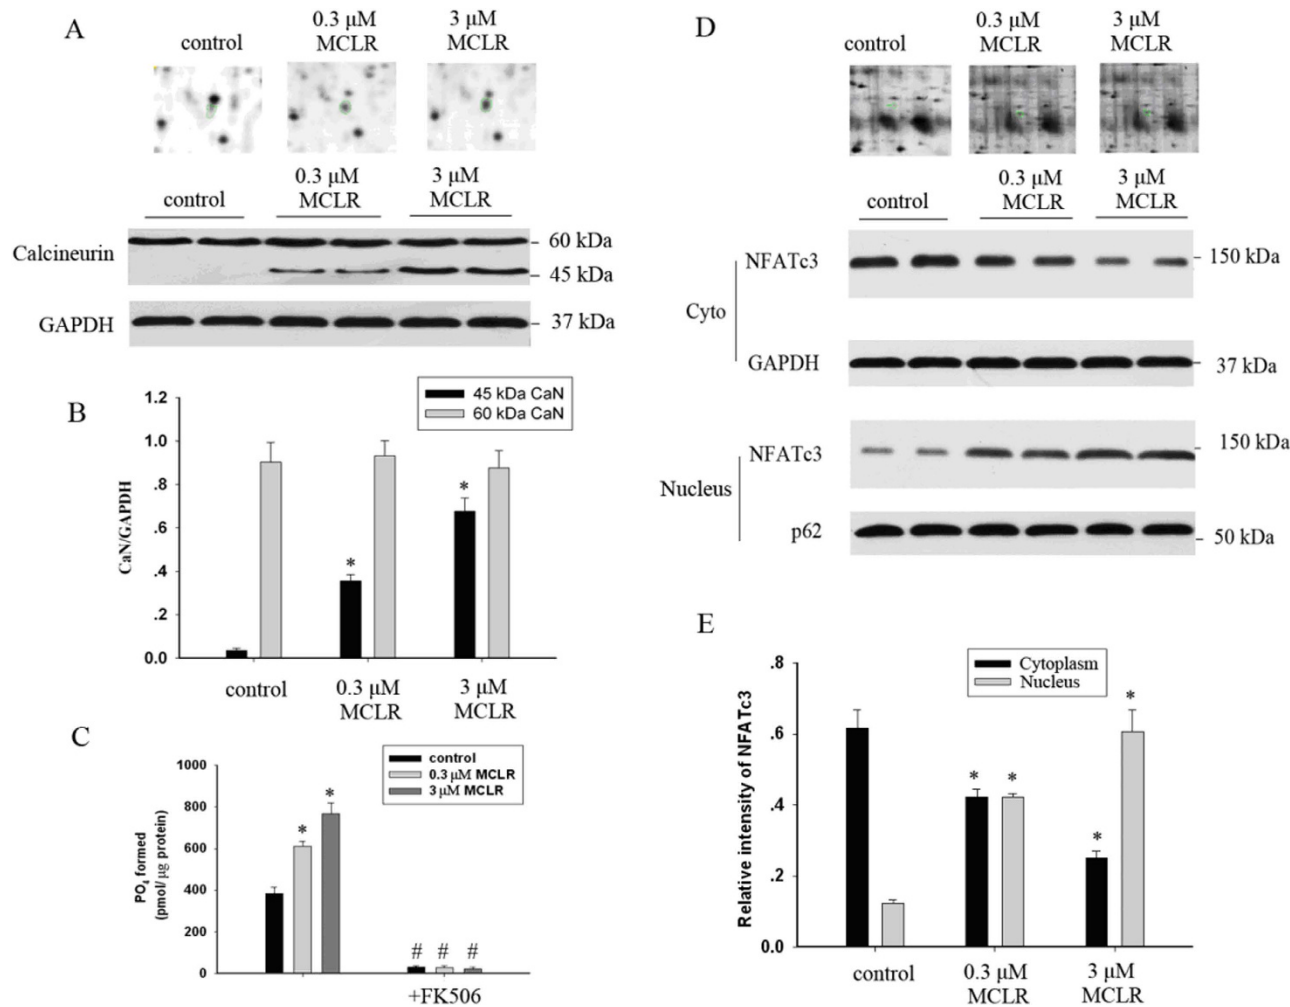 A
control
0.3 μM
MCLR
3 μM
MCLR
control
0.3 μM
MCLR
3 μM
MCLR
Calcineurin
60 kDa
45 kDa
GAPDH
37 kDa
B
45 kDa CaN
60 kDa CaN
CaN/GAPDH
1.2
1.0
.8
.6
.4
.2
0.0
*
*
control
0.3 μM
MCLR
3 μM
MCLR
C
control
0.3 μM MCLR
3 μM MCLR
PO4 formed
(pmol/ μg protein)
1000
800
600
400
200
0
*
*
# # #
+FK506
D
control
0.3 μM
MCLR
3 μM
MCLR
control
0.3 μM
MCLR
3 μM
MCLR
Cyto
NFATc3
150 kDa
GAPDH
37 kDa
Nucleus
NFATc3
150 kDa
p62
50 kDa
E
Cytoplasm
Nucleus
Relative intensity of NFATc3
.8
.6
.4
.2
0.0
* *
*
*
control
0.3 μM
MCLR
3 μM
MCLR